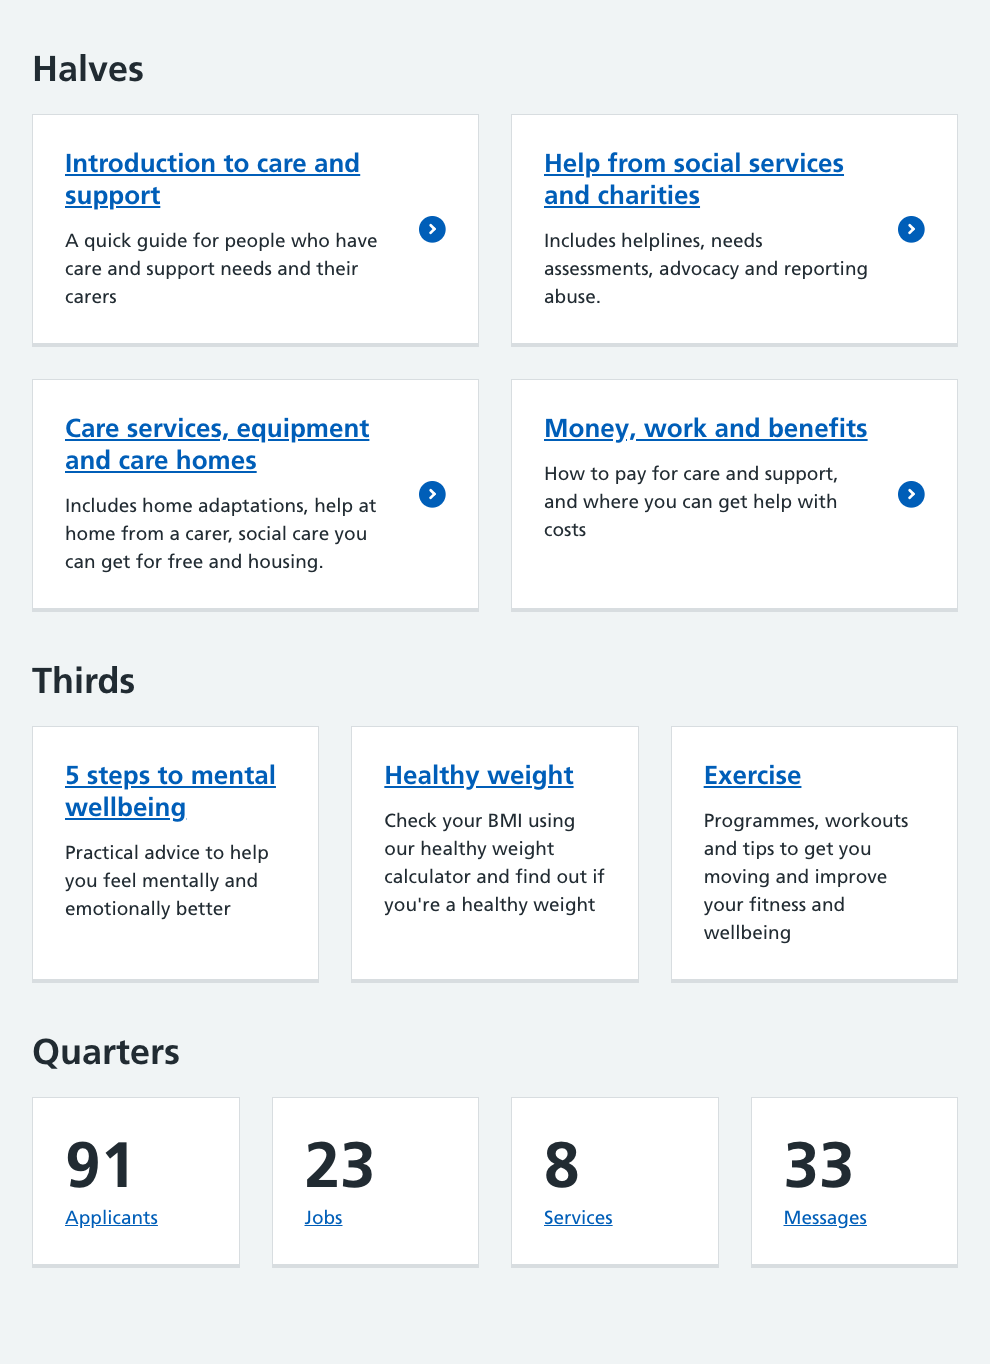 Halves
Introduction to care and
support
A quick guide for people who have
care and support needs and their
carers
Help from social services
and charities
Includes helplines, needs
assessments, advocacy and reporting
abuse.
Care services, equipment
and care homes
Includes home adaptations, help at
home from a carer, social care you
can get for free and housing.
Money, work and benefits
How to pay for care and support,
and where you can get help with
costs
Thirds
5 steps to mental
wellbeing
Practical advice to help
you feel mentally and
emotionally better
Healthy weight
Check your BMI using
our healthy weight
calculator and find out if
you're a healthy weight
Exercise
Programmes, workouts
and tips to get you
moving and improve
your fitness and
wellbeing
Quarters
91
Applicants
23
Jobs
8
Services
33
Messages